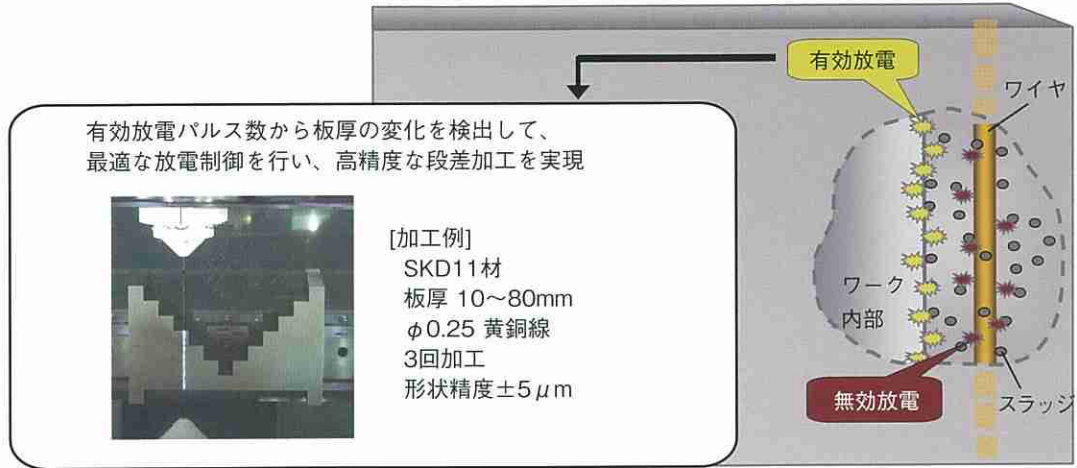 有効放電
ワイヤ
有効放電パルス数から板厚の変化を検出して、
最適な放電制御を行い、高精度な段差加工を実現
[加工例]
SKD11材
板厚 10～80mm
φ0.25 黄銅線
3回加工
形状精度±5μm
ワーク
内部
無効放電
スラッジ